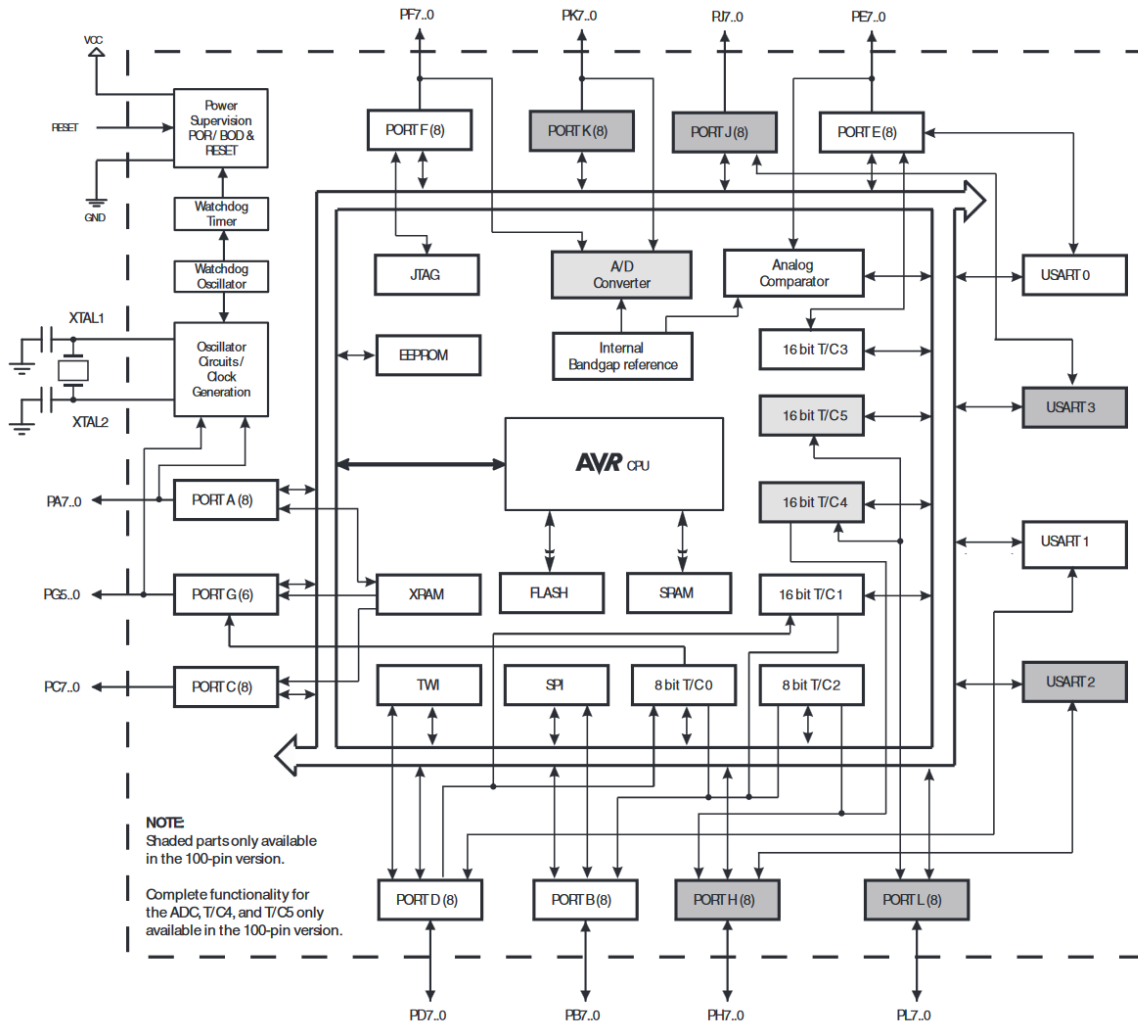 PF7..0
PK7..0
PJ7..0
PE7..0
VCC
RESET
GND
Power
Supervision
POR / BOD &
RESET
PORT F (8)
PORT K (8)
PORT J (8)
PORT E (8)
Watchdog
Timer
Watchdog
Oscillator
JTAG
A/D
Converter
Analog
Comparator
USART 0
XTAL1
Oscillator
Circuits /
Clock
Generation
XTAL2
EEPROM
Internal
Bandgap reference
16 bit T/C 3
USART 3
16 bit T/C 5
AVR CPU
PA7..0
PORT A (8)
16 bit T/C 4
USART 1
PG5..0
PORT G (6)
XRAM
FLASH
SRAM
16 bit T/C 1
PC7..0
PORT C (8)
TWI
SPI
8 bit T/C 0
8 bit T/C 2
USART 2
NOTE:
Shaded parts only available
in the 100-pin version.
Complete functionality for
the ADC, T/C4, and T/C5 only
available in the 100-pin version.
PORT D (8)
PORT B (8)
PORT H (8)
PORT L (8)
PD7..0
PB7..0
PH7..0
PL7..0